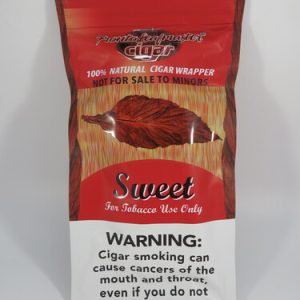 cigar
100% NATURAL CIGAR WRAPPER
NOT FOR SALE TO MINORS
Sweet
For Tobacco Use Only
WARNING:
Cigar smoking can
cause cancers of the
mouth and throat,
even if you do not